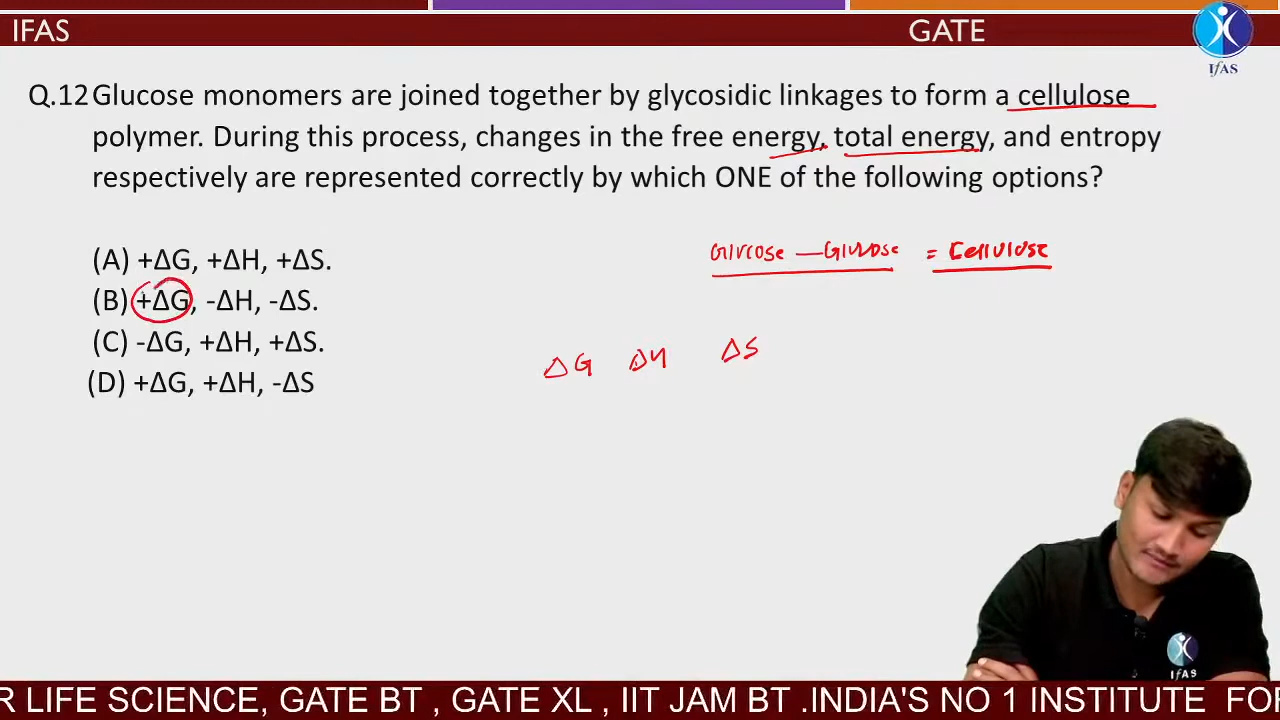 IFAS GATE
IfAS
Q.12 Glucose monomers are joined together by glycosidic linkages to form a cellulose
polymer. During this process, changes in the free energy, total energy, and entropy
respectively are represented correctly by which ONE of the following options?
Glucose — Glucose = Cellulose
(A) +ΔG, +ΔH, +ΔS.
(B) +ΔG, -ΔH, -ΔS.
(C) -ΔG, +ΔH, +ΔS.
(D) +ΔG, +ΔH, -ΔS
ΔG ΔH ΔS
IfAS
R LIFE SCIENCE, GATE BT , GATE XL , IIT JAM BT .INDIA'S NO 1 INSTITUTE FO